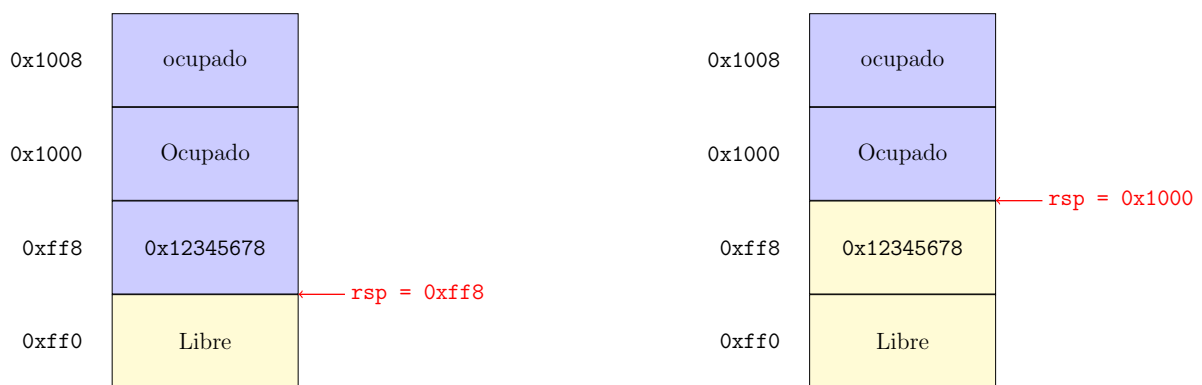 0x1008
ocupado
0x1000
Ocupado
0xff8
0x12345678
rsp = 0xff8
0xff0
Libre
0x1008
ocupado
0x1000
Ocupado
rsp = 0x1000
0xff8
0x12345678
0xff0
Libre